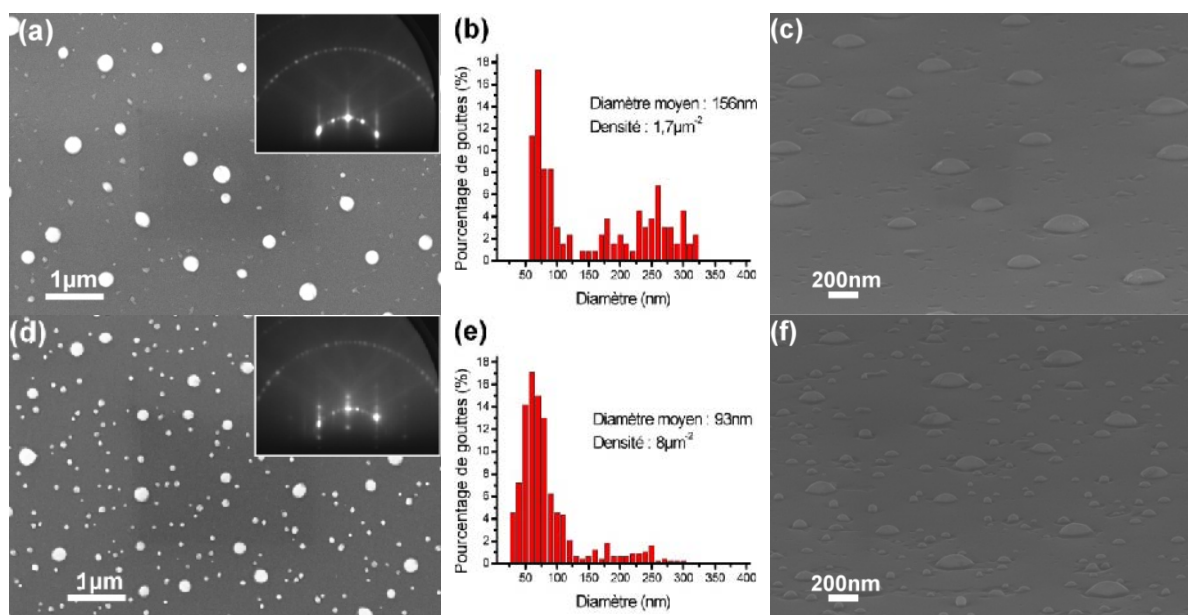 (a)
1µm
(b)
Pourcentage de gouttes (%)
18
16
14
12
10
8
6
4
2
0
Diamètre moyen : 156nm
Densité : 1,7µm⁻²
50 100 150 200 250 300 350 400
Diamètre (nm)
(c)
200nm
(d)
1µm
(e)
Pourcentage de gouttes (%)
18
16
14
12
10
8
6
4
2
0
Diamètre moyen : 93nm
Densité : 8µm⁻²
50 100 150 200 250 300 350 400
Diamètre (nm)
(f)
200nm